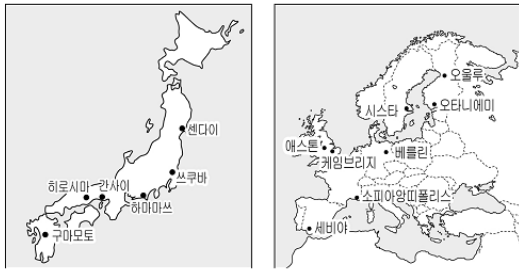 센다이
쓰쿠바
히로시마
간사이
하마마쓰
구마모토
오울루
시스타
오타니에미
애스톤
케임브리지
베를린
소피아앙띠폴리스
세비야